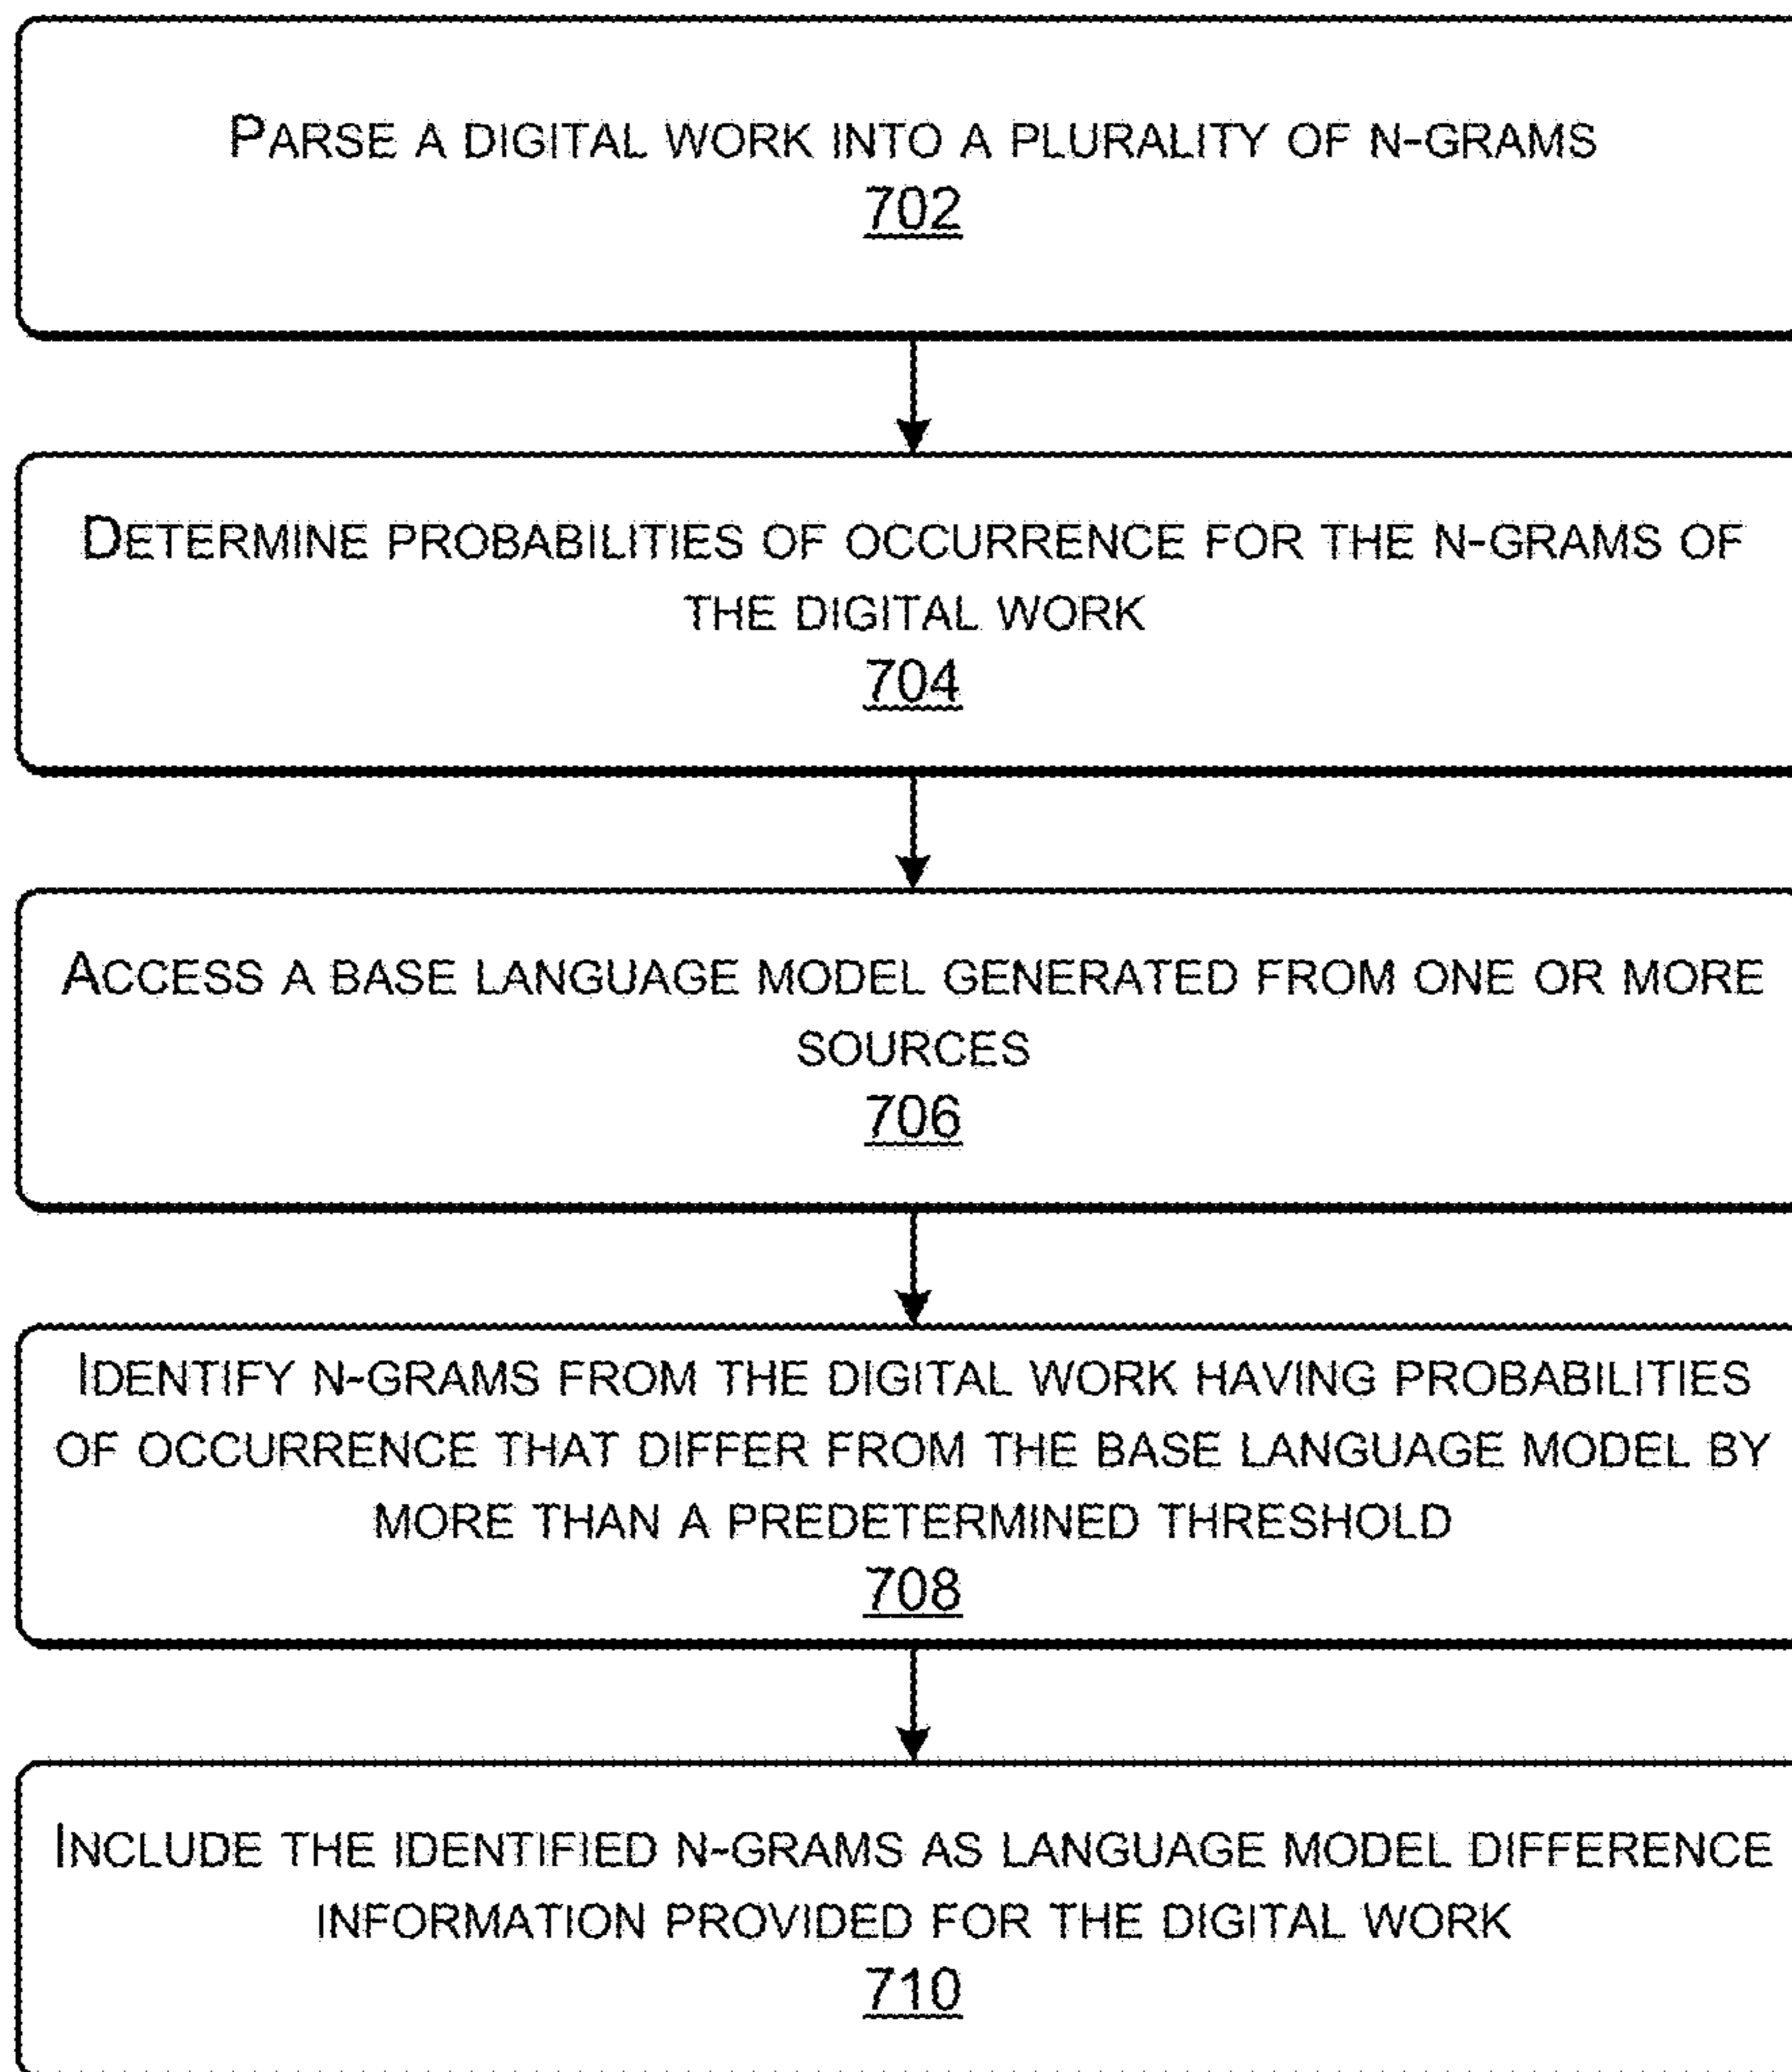 PARSE A DIGITAL WORK INTO A PLURALITY OF N-GRAMS
702
DETERMINE PROBABILITIES OF OCCURRENCE FOR THE N-GRAMS OF
THE DIGITAL WORK
704
ACCESS A BASE LANGUAGE MODEL GENERATED FROM ONE OR MORE
SOURCES
706
IDENTIFY N-GRAMS FROM THE DIGITAL WORK HAVING PROBABILITIES
OF OCCURRENCE THAT DIFFER FROM THE BASE LANGUAGE MODEL BY
MORE THAN A PREDETERMINED THRESHOLD
708
INCLUDE THE IDENTIFIED N-GRAMS AS LANGUAGE MODEL DIFFERENCE
INFORMATION PROVIDED FOR THE DIGITAL WORK
710